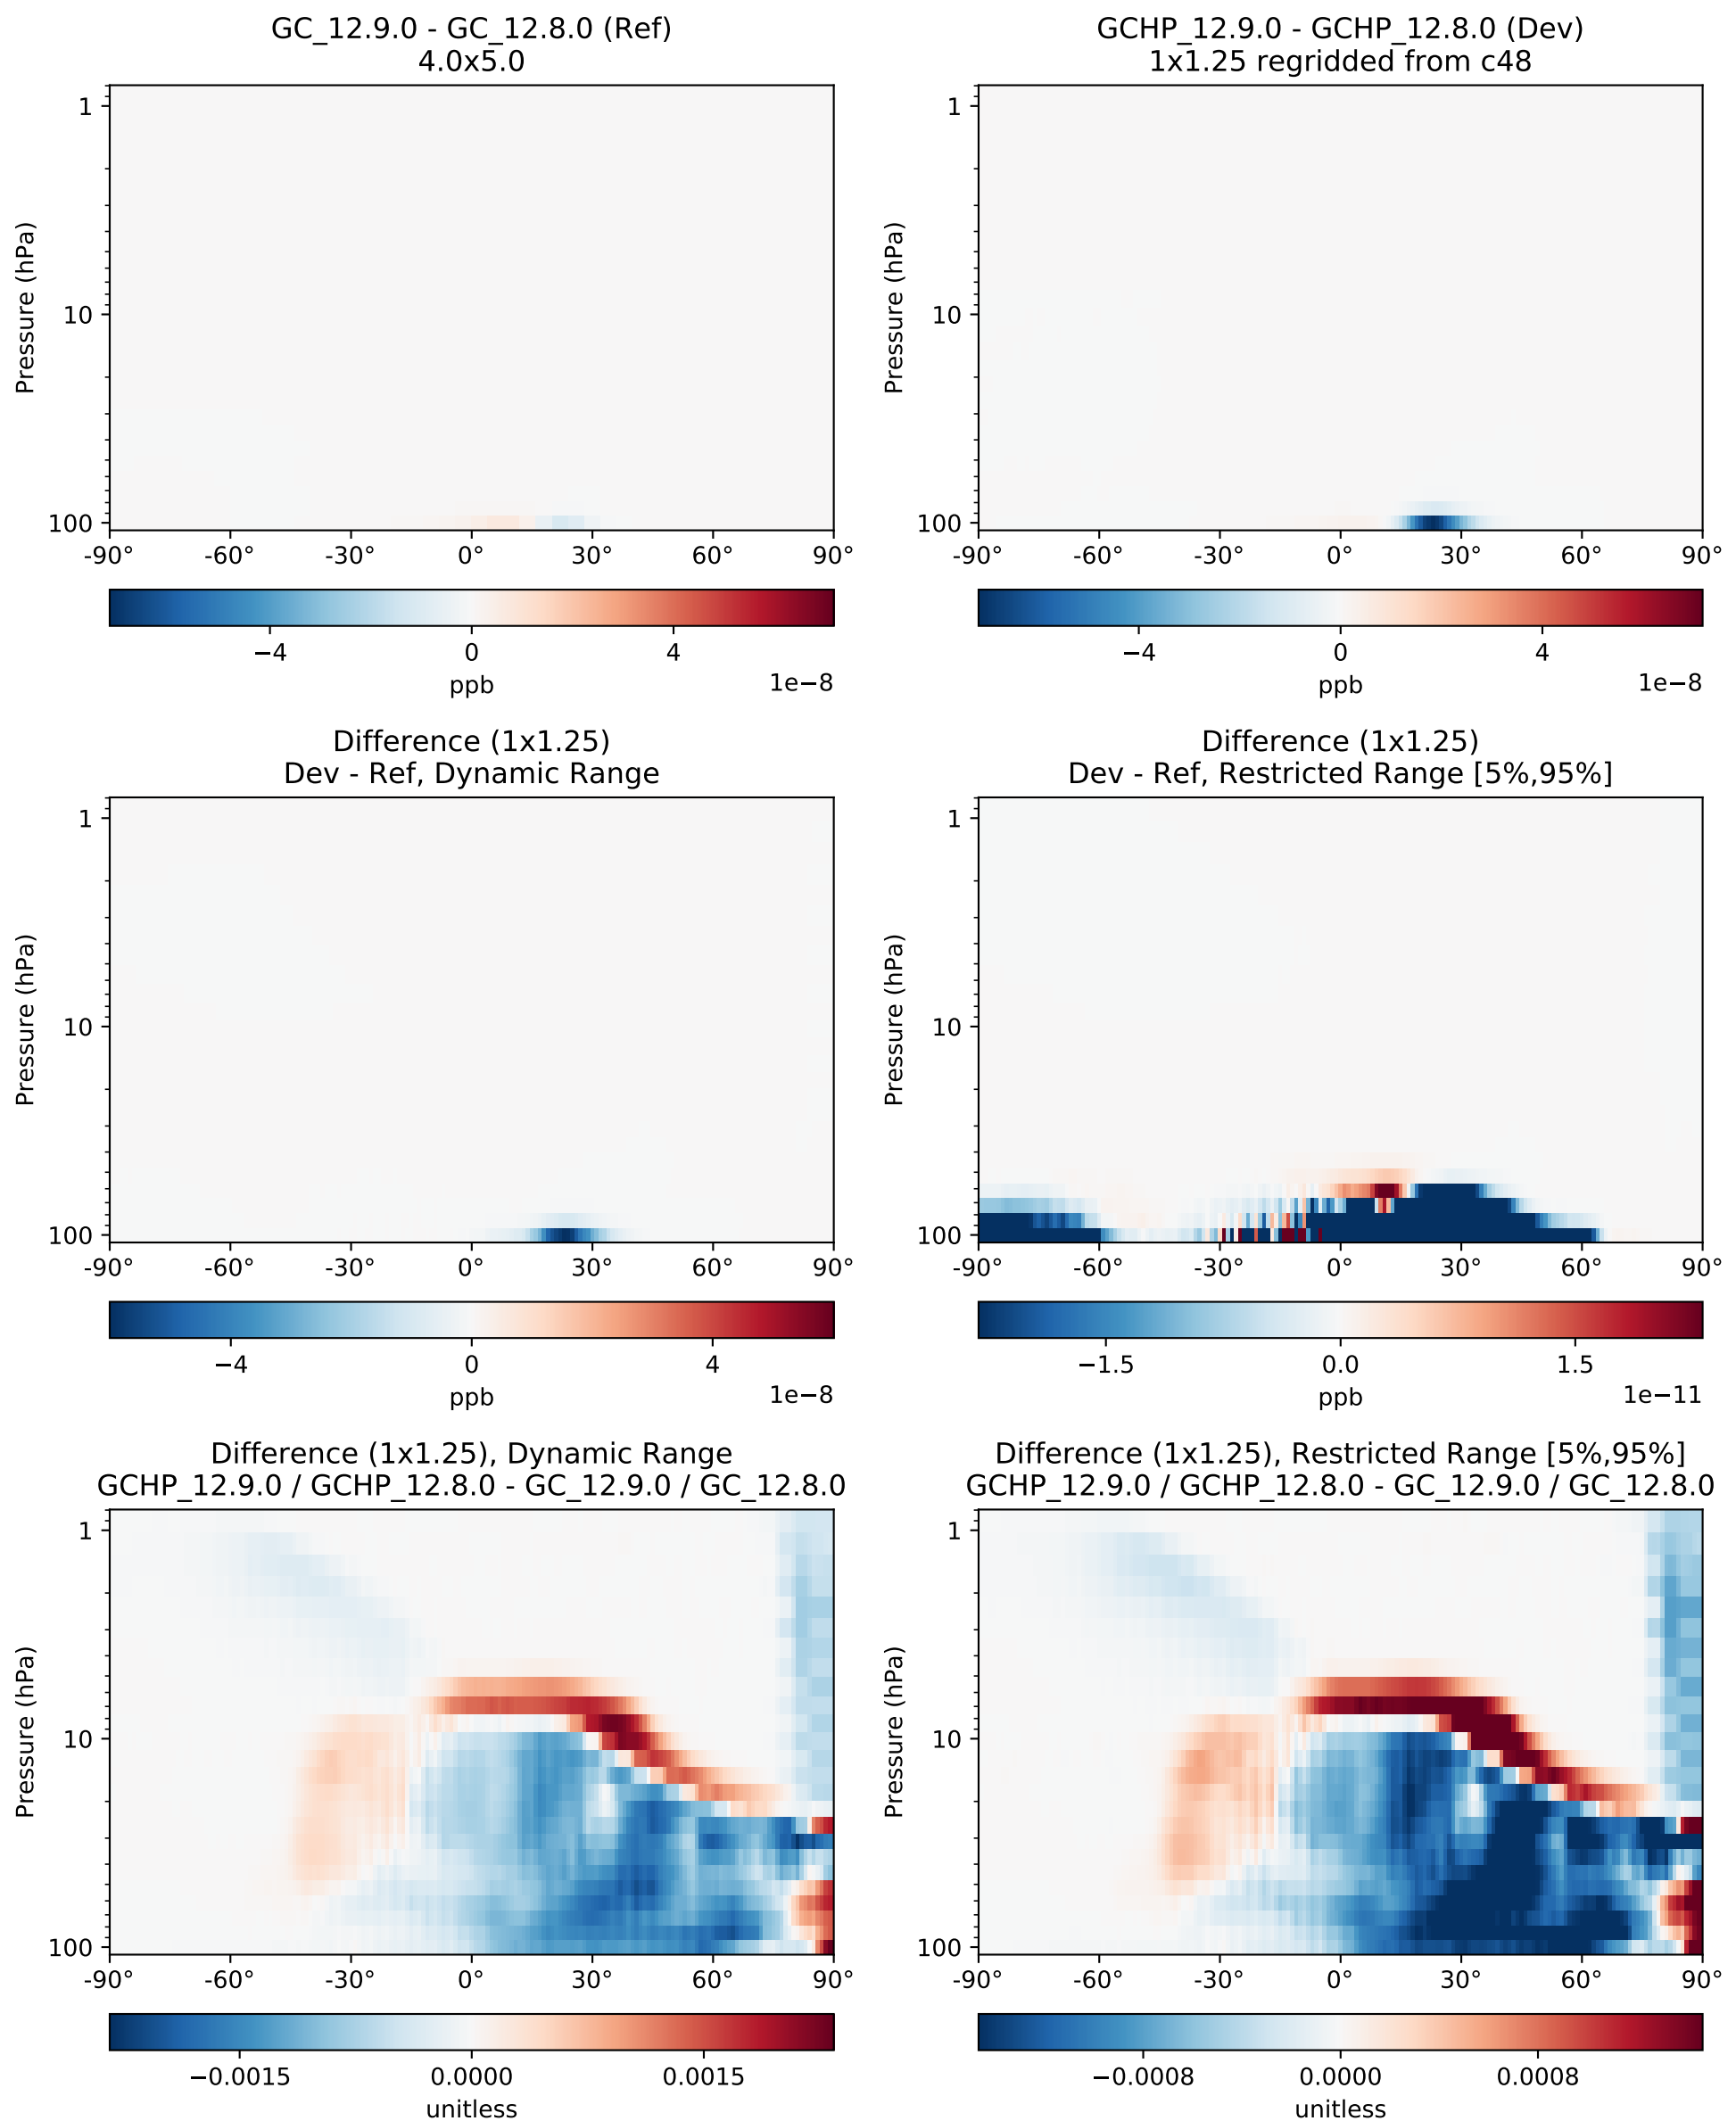 GC_12.9.0 - GC_12.8.0 (Ref)
4.0x5.0
Pressure (hPa)
1
10
100
-90°
-60°
-30°
0°
30°
60°
90°
−4
0
4
ppb
1e−8
GCHP_12.9.0 - GCHP_12.8.0 (Dev)
1x1.25 regridded from c48
Pressure (hPa)
1
10
100
-90°
-60°
-30°
0°
30°
60°
90°
−4
0
4
ppb
1e−8
Difference (1x1.25)
Dev - Ref, Dynamic Range
Pressure (hPa)
1
10
100
-90°
-60°
-30°
0°
30°
60°
90°
−4
0
4
ppb
1e−8
Difference (1x1.25)
Dev - Ref, Restricted Range [5%,95%]
Pressure (hPa)
1
10
100
-90°
-60°
-30°
0°
30°
60°
90°
−1.5
0.0
1.5
ppb
1e−11
Difference (1x1.25), Dynamic Range
GCHP_12.9.0 / GCHP_12.8.0 - GC_12.9.0 / GC_12.8.0
Pressure (hPa)
1
10
100
-90°
-60°
-30°
0°
30°
60°
90°
−0.0015
0.0000
0.0015
unitless
Difference (1x1.25), Restricted Range [5%,95%]
GCHP_12.9.0 / GCHP_12.8.0 - GC_12.9.0 / GC_12.8.0
Pressure (hPa)
1
10
100
-90°
-60°
-30°
0°
30°
60°
90°
−0.0008
0.0000
0.0008
unitless